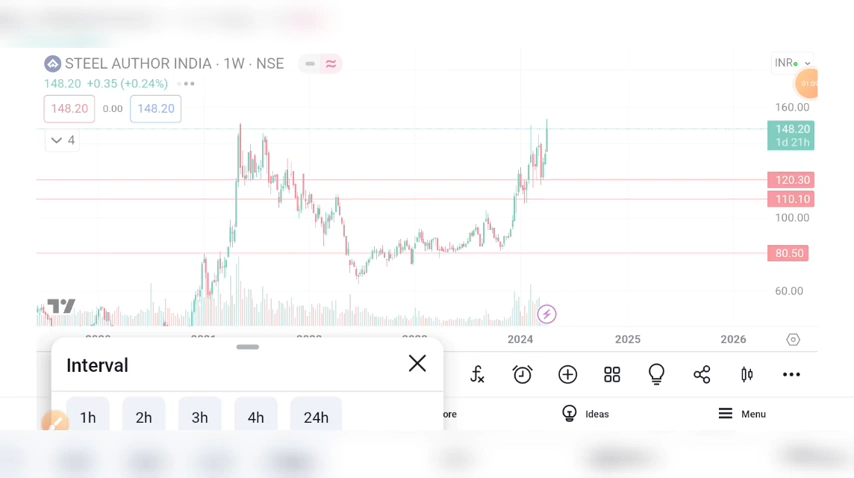 STEEL AUTHOR INDIA · 1W · NSE
INR
148.20 +0.35 (+0.24%)
148.20 0.00 148.20
4
160.00
148.20
1d 21h
120.30
110.10
100.00
80.50
60.00
2024 2025 2026
Interval
1h 2h 3h 4h 24h
Ideas Menu